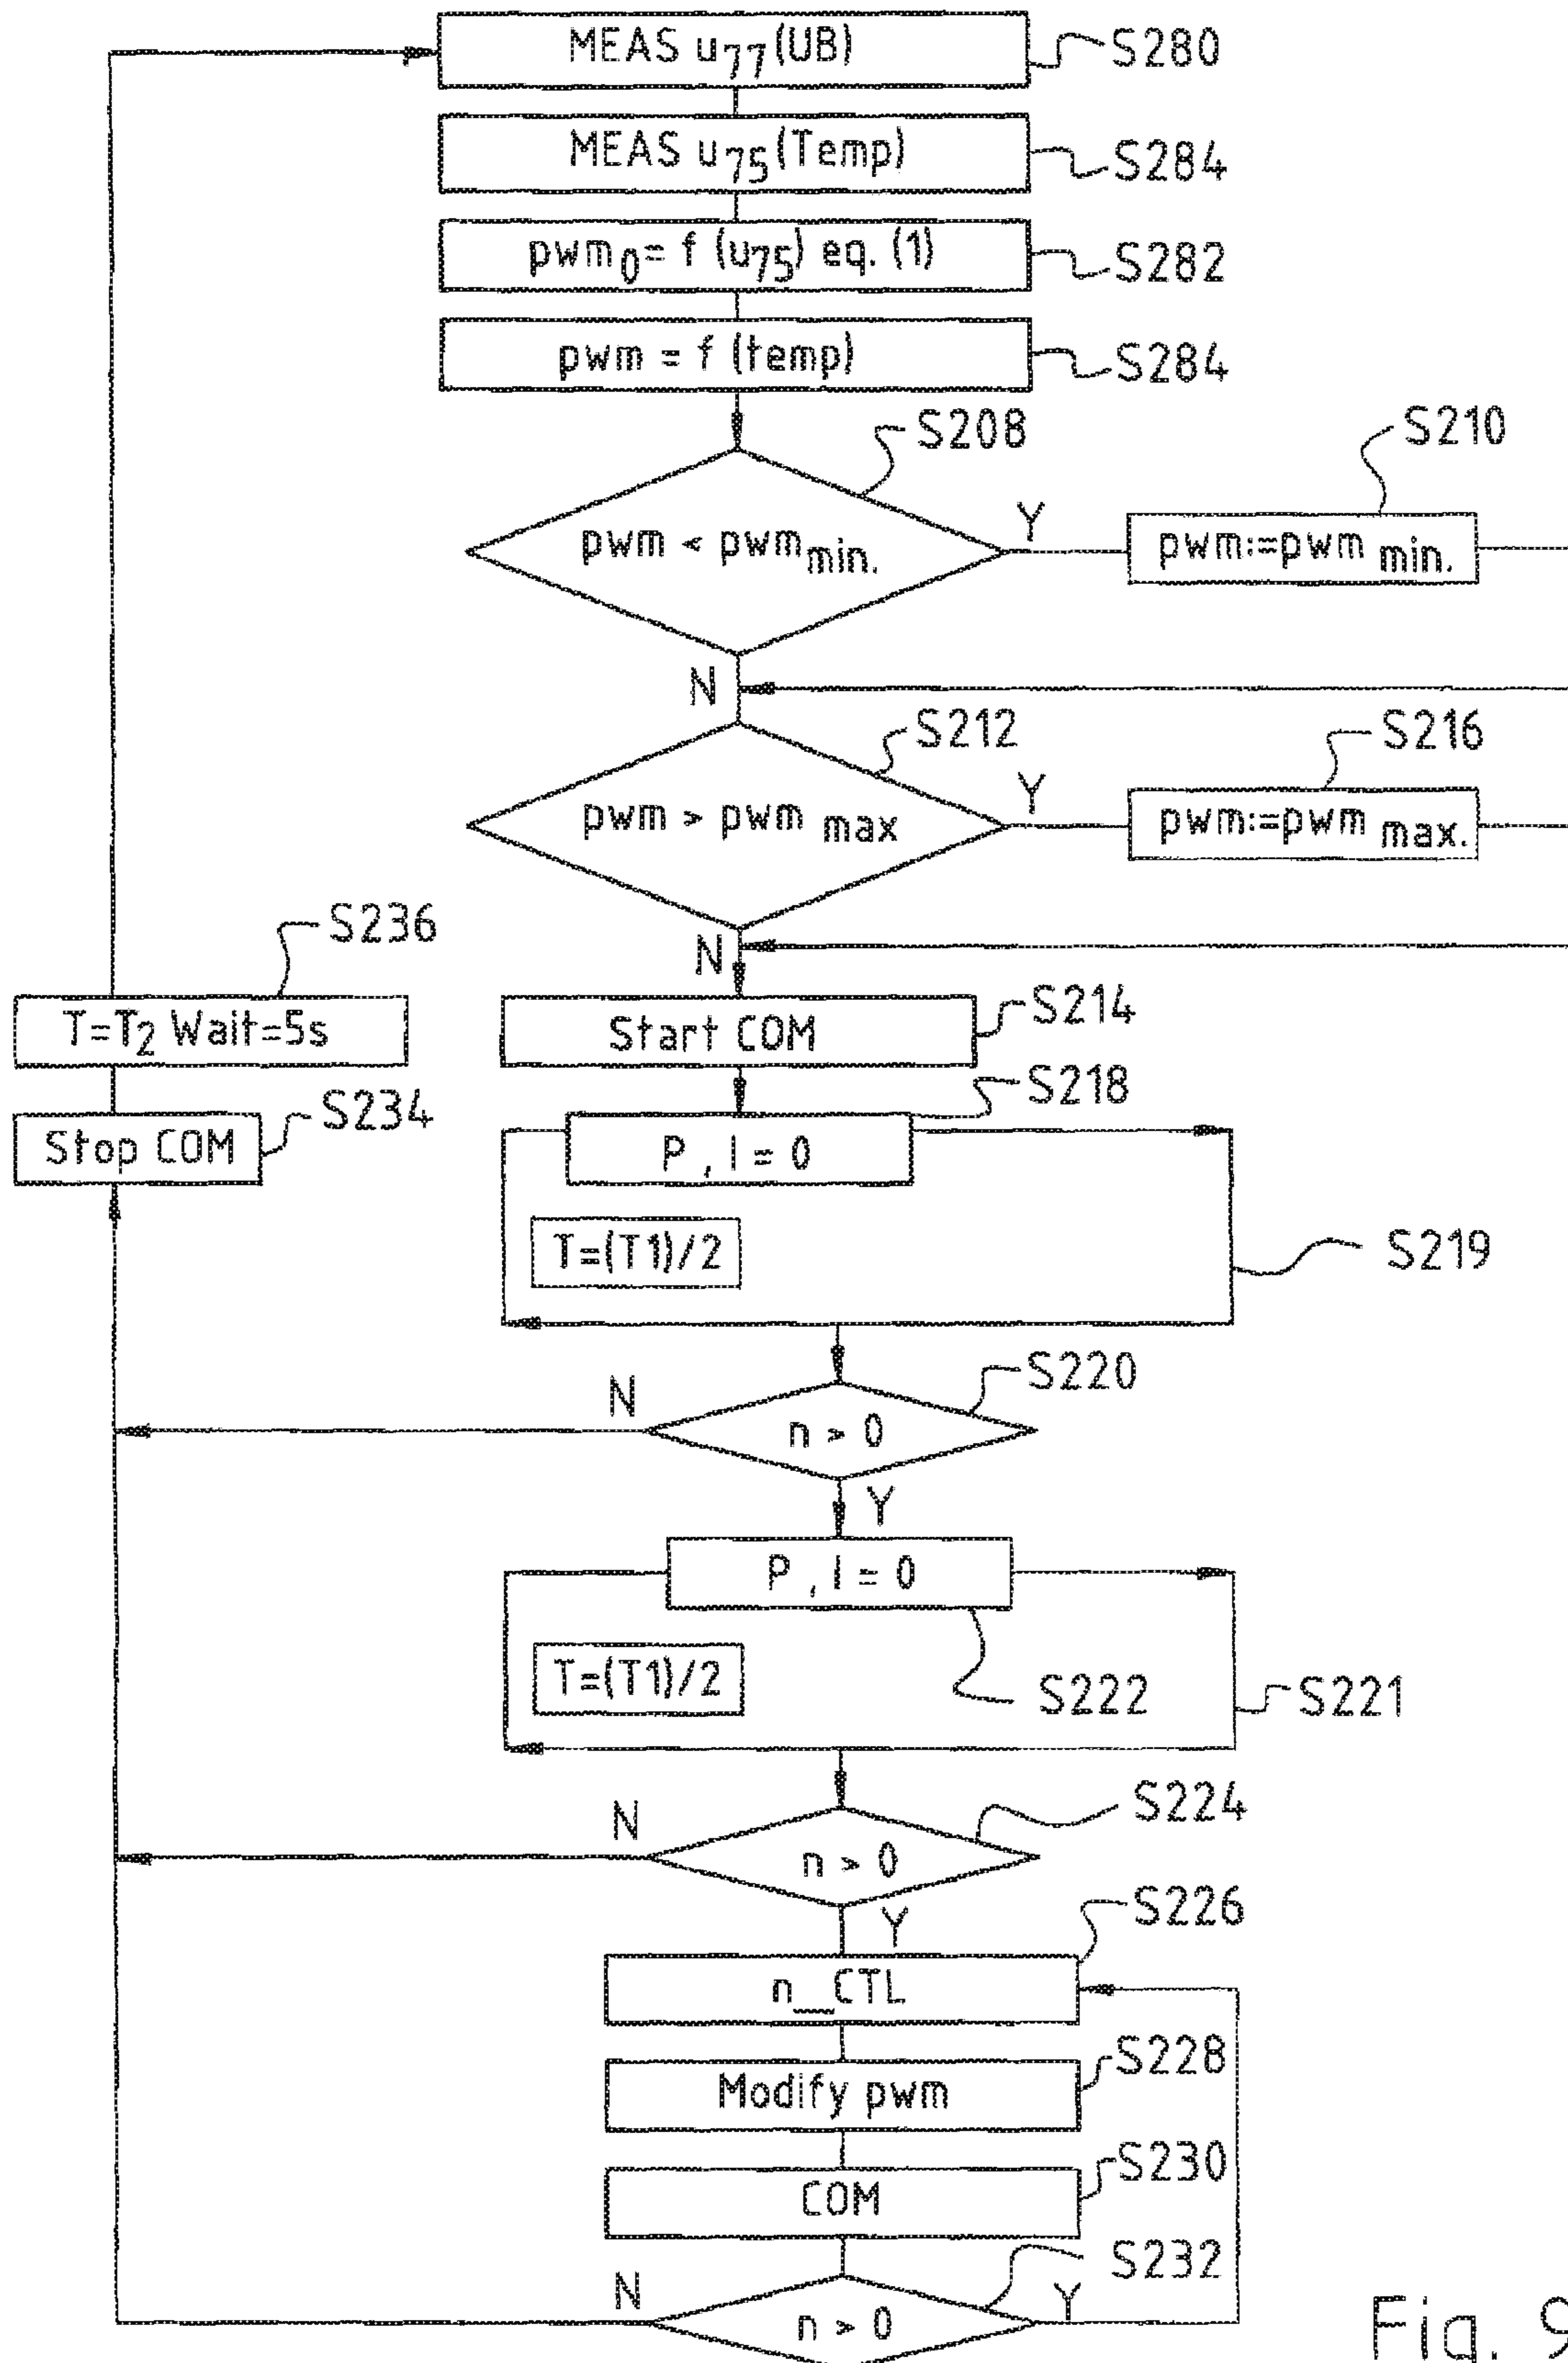 MEAS u77(UB)
S280
MEAS u75(Temp)
S284
pwm0= f (u75) eq. (1)
S282
pwm = f (temp)
S284
S208
S210
pwm < pwmmin.
Y
pwm:=pwm min.
N
S212
S216
pwm > pwm max
Y
pwm:=pwm max.
N
S236
T=T2 Wait=5s
Start COM
S214
S234
Stop COM
S218
P , I = 0
T=(T1)/2
S219
S220
N
n > 0
Y
P , I = 0
T=(T1)/2
S222
S221
S224
N
n > 0
Y
S226
n_CTL
S228
Modify pwm
S230
COM
S232
N
n > 0
Y
Fig. 9